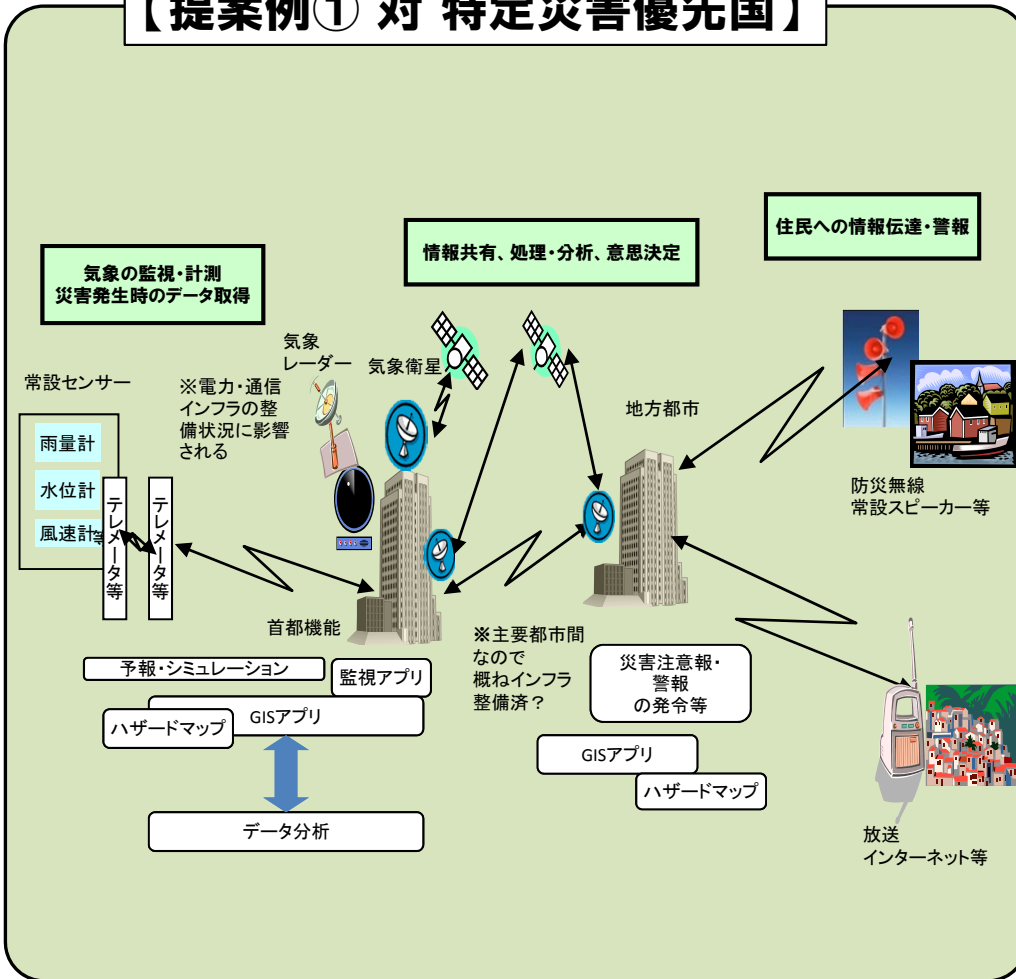 【提案例① 対 特定災害優先国】
気象の監視・計測
災害発生時のデータ取得
情報共有、処理・分析、意思決定
住民への情報伝達・警報
常設センサー
雨量計
水位計
風速計
等
テレメータ等
テレメータ等
※電力・通信
インフラの整
備状況に影響
される
気象
レーダー
気象衛星
首都機能
地方都市
防災無線
常設スピーカー等
※主要都市間
なので
概ねインフラ
整備済？
予報・シミュレーション
監視アプリ
GISアプリ
ハザードマップ
データ分析
災害注意報・
警報
の発令等
GISアプリ
ハザードマップ
放送
インターネット等